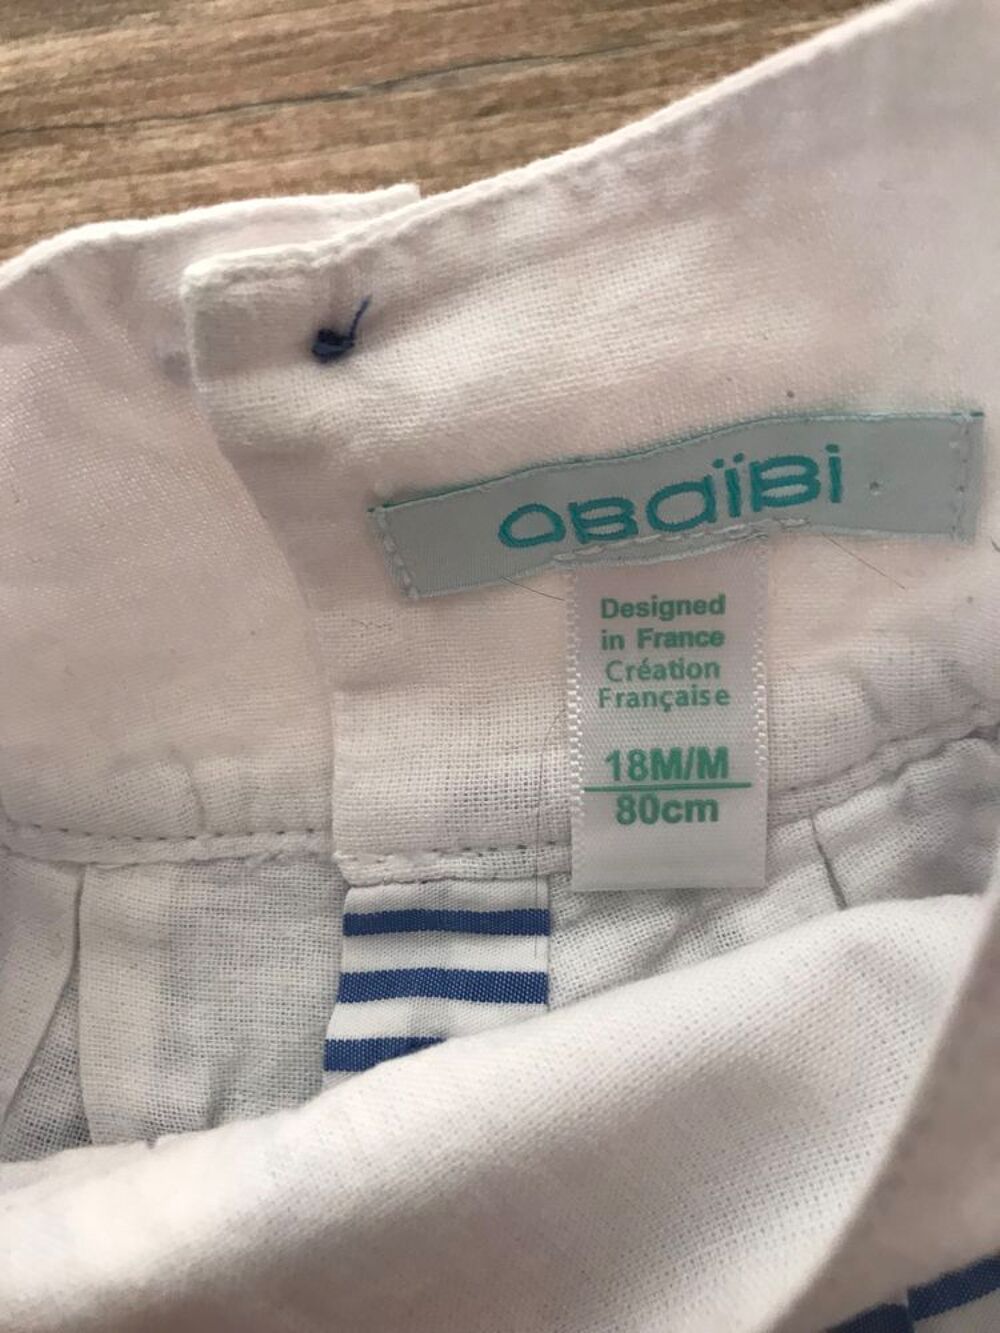 obaïbi
Designed
in France
Création
Française
18M/M
80cm